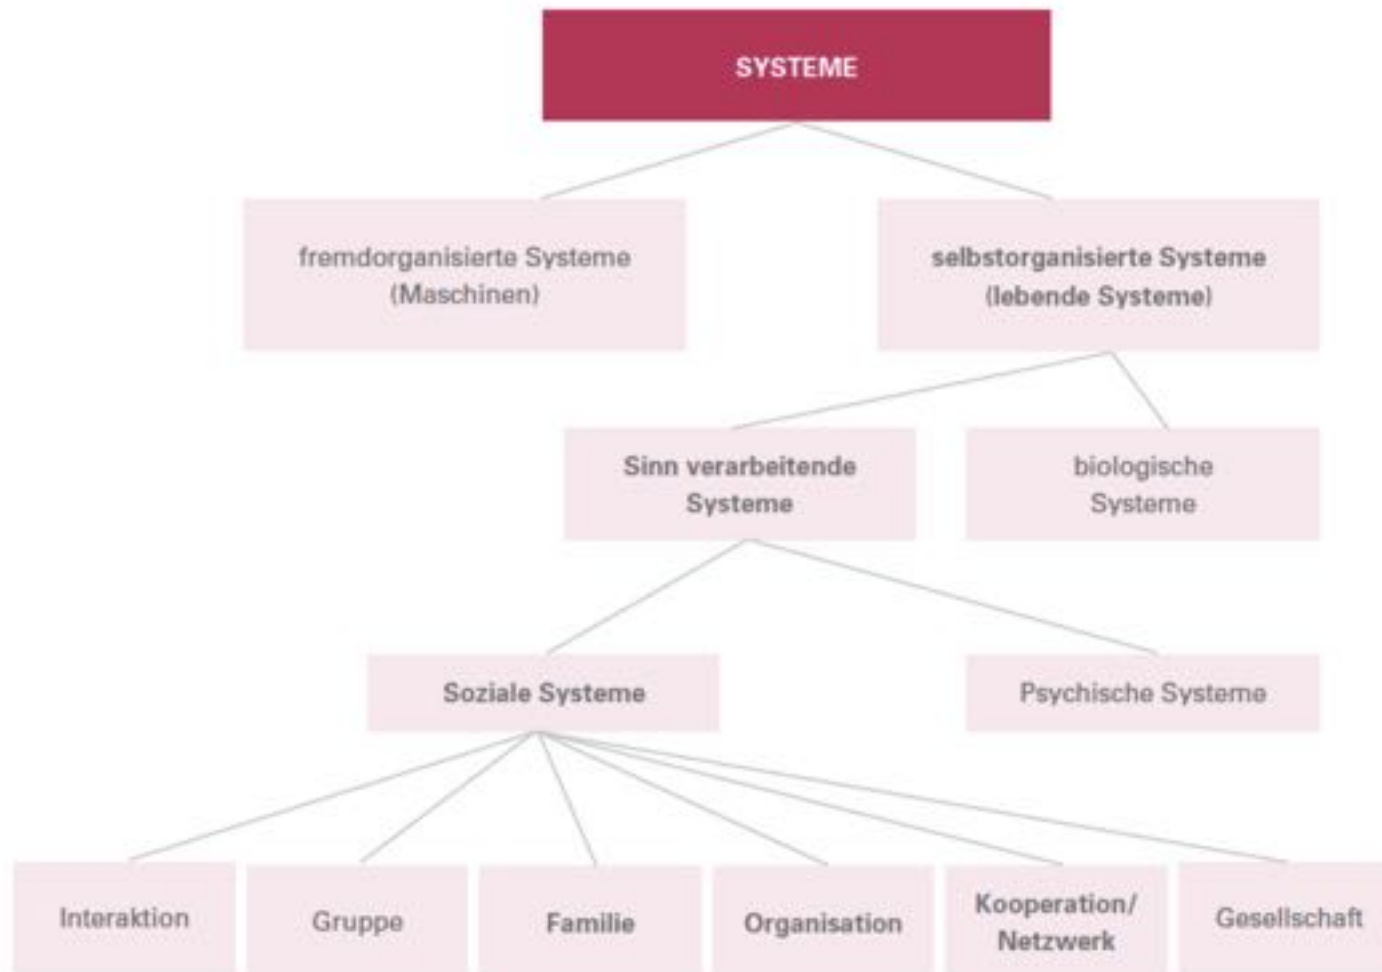 SYSTEME
fremdorganisierte Systeme
(Maschinen)
selbstorganisierte Systeme
(lebende Systeme)
Sinn verarbeitende
Systeme
biologische
Systeme
Soziale Systeme
Psychische Systeme
Interaktion
Gruppe
Familie
Organisation
Kooperation/
Netzwerk
Gesellschaft